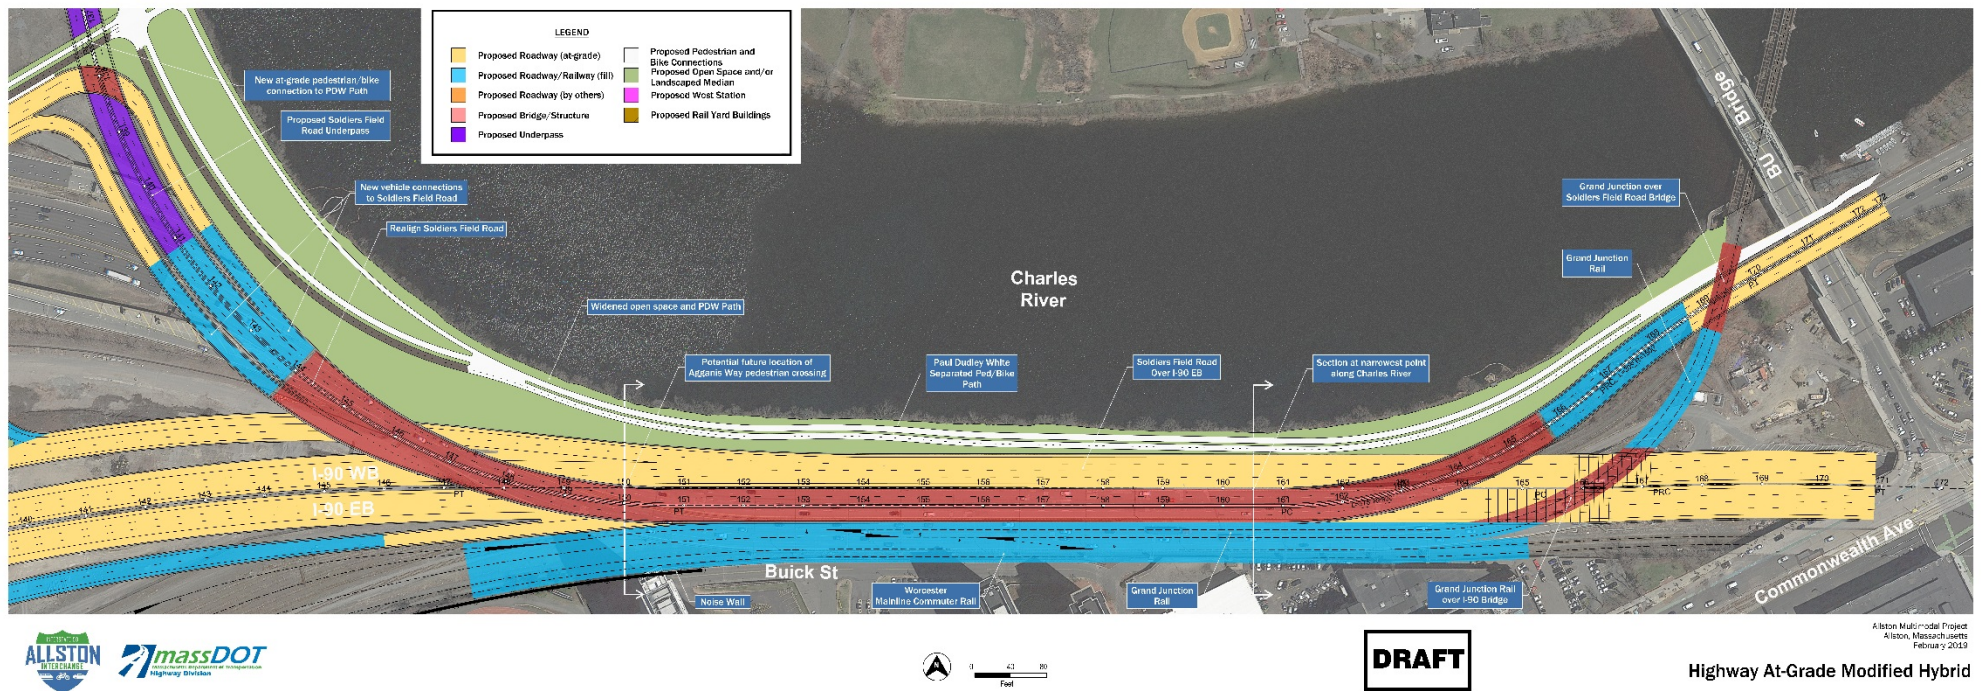 LEGEND
Proposed Roadway (at-grade)
Proposed Roadway/Railway (fill)
Proposed Roadway (by others)
Proposed Bridge/Structure
Proposed Underpass
Proposed Pedestrian and
Bike Connections
Proposed Open Space and/or
Landscaped Median
Proposed West Station
Proposed Rail Yard Buildings
New at-grade pedestrian/bike
connection to PDW Path
Proposed Soldiers Field
Road Underpass
New vehicle connections
to Soldiers Field Road
Realign Soldiers Field Road
Widened open space and PDW Path
Charles
River
BU Bridge
Grand Junction over
Soldiers Field Road Bridge
Grand Junction
Rail
Potential future location of
Agganis Way pedestrian crossing
Paul Dudley White
Separated Ped/Bike
Path
Soldiers Field Road
Over I-90 EB
Section at narrowest point
along Charles River
I-90 WB
I-90 EB
Buick St
Noise Wall
Worcester
Mainline Commuter Rail
Grand Junction
Rail
Grand Junction Rail
over I-90 Bridge
Commonwealth Ave
ALLSTON
INTERCHANGE
massDOT
Massachusetts Department of Transportation
Highway Division
N
0 40 80
Feet
DRAFT
Allston Multimodal Project
Allston, Massachusetts
February 2019
Highway At-Grade Modified Hybrid